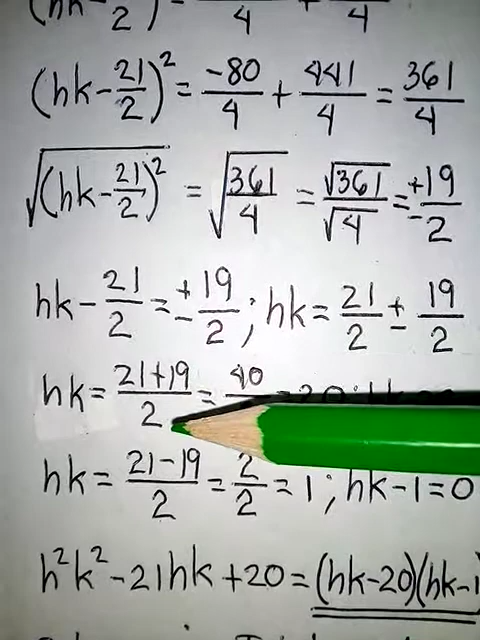 (hk - 21/2)² = -80/4 + 441/4 = 361/4
√(hk - 21/2)² = √361/4 = √361/√4 = ±19/2
hk - 21/2 = ±19/2 ; hk = 21/2 ± 19/2
hk = 21+19/2 = 40
hk = 21-19/2 = 2/2 = 1 ; hk-1=0
h²k² - 21hk + 20 = (hk-20)(hk-1